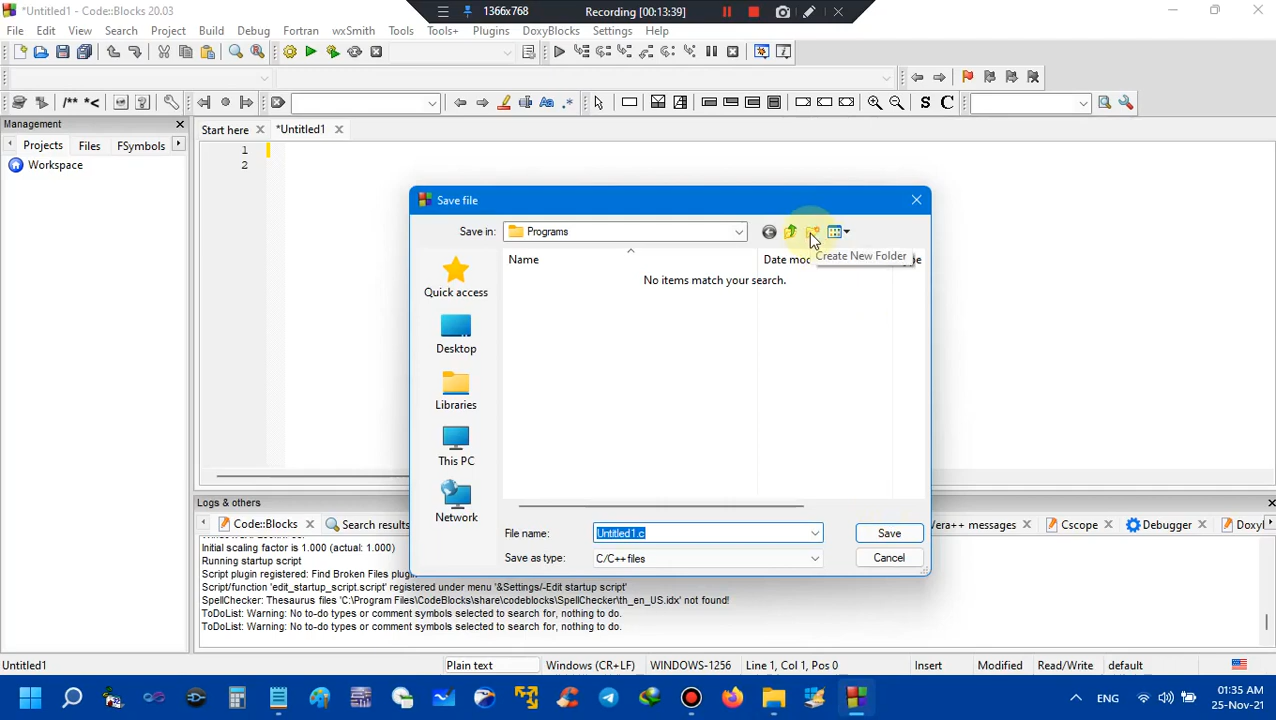 *Untitled1 - Code::Blocks 20.03
1366x768
Recording [00:13:39]
File Edit View Search Project Build Debug Fortran wxSmith Tools Tools+ Plugins DoxyBlocks Settings Help
/** *<
Aa .*
S C
Management
Projects Files FSymbols
Workspace
Start here *Untitled1
1
2
Save file
Save in: Programs
Create New Folder
Name
No items match your search.
Quick access
Desktop
Libraries
This PC
Network
File name: Untitled1.c Save
Save as type: C/C++ files Cancel
Logs & others
Code::Blocks Search results Vera++ messages Cscope Debugger
Initial scaling factor is 1.000 (actual: 1.000)
Running startup script
Script plugin registered: Find Broken Files plugin
Script/function 'edit_startup_script.script' registered under menu '&Settings/-Edit startup script'
SpellChecker: Thesaurus files 'C:\Program Files\CodeBlocks\share\codeblocks\SpellChecker\th_en_US.idx' not found!
ToDoList: Warning: No to-do types or comment symbols selected to search for, nothing to do.
ToDoList: Warning: No to-do types or comment symbols selected to search for, nothing to do.
Untitled1 Plain text Windows (CR+LF) WINDOWS-1256 Line 1, Col 1, Pos 0 Insert Modified Read/Write default
ENG
01:35 AM
25-Nov-21